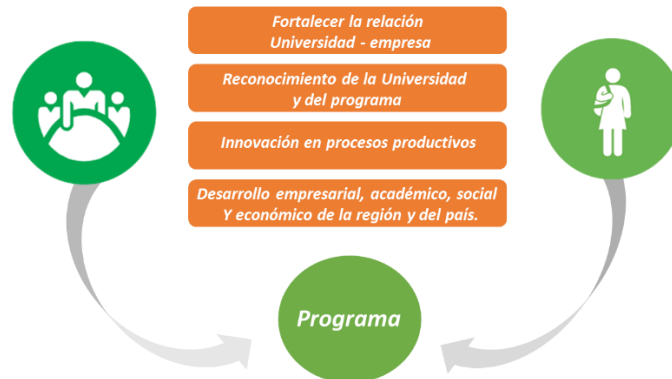 Fortalecer la relación
Universidad - empresa
Reconocimiento de la Universidad
y del programa
Innovación en procesos productivos
Desarrollo empresarial, académico, social
Y económico de la región y del país.
Programa